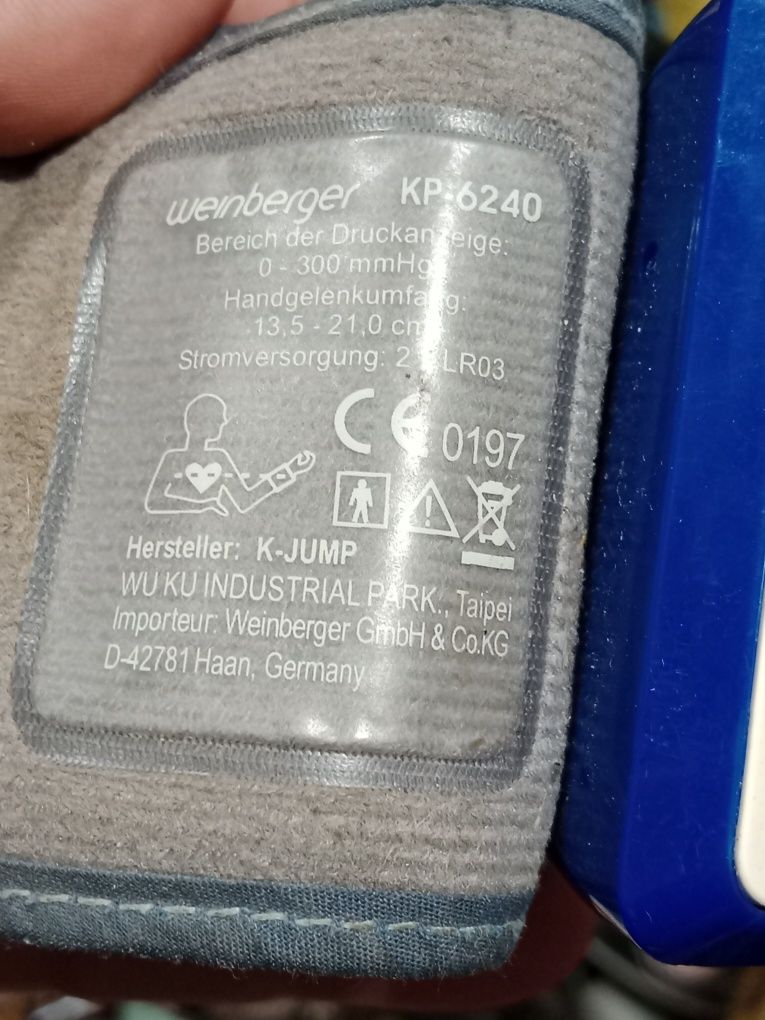 weinberger KP-6240
Bereich der Druckanzeige:
0 - 300 mmHg
Handgelenkumfang:
13,5 - 21,0 cm
Stromversorgung: 2 x LR03
CE 0197
Hersteller: K-JUMP
WU KU INDUSTRIAL PARK., Taipei
Importeur: Weinberger GmbH & Co.KG
D-42781 Haan, Germany